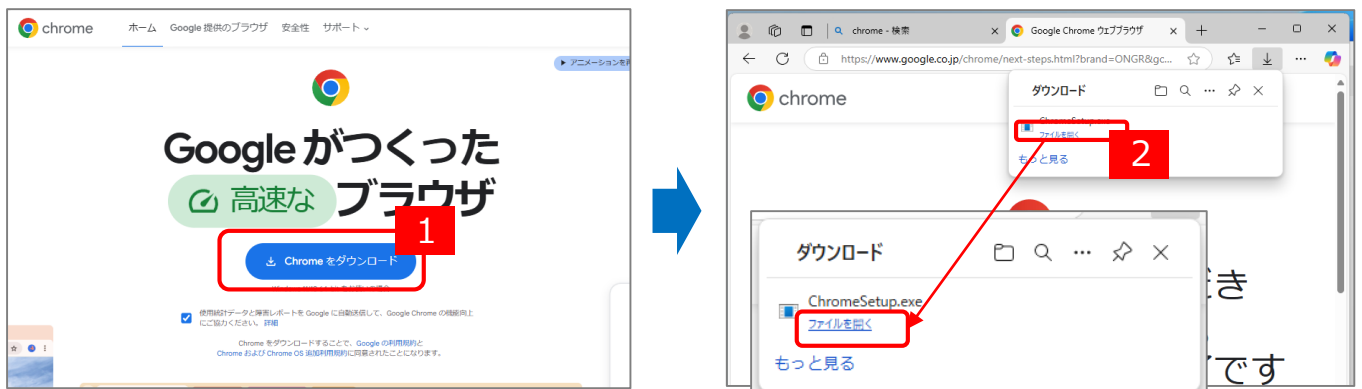 chrome ホーム Google 提供のブラウザ 安全性 サポート
アニメーションを再
Google がつくった
高速な ブラウザ
1
Chrome をダウンロード
使用統計データと障害レポートを Google に自動送信して、Google Chrome の機能向上
にご協力ください。 詳細
Chrome をダウンロードすることで、Google の利用規約と
Chrome および Chrome OS 追加利用規約に同意されたことになります。
chrome - 検索 Google Chrome ウェブブラウザ
https://www.google.co.jp/chrome/next-steps.html?brand=ONGR&gc...
chrome
ダウンロード
ChromeSetup.exe
ファイルを開く
2
もっと見る
ダウンロード
ChromeSetup.exe
ファイルを開く
もっと見る
き
です